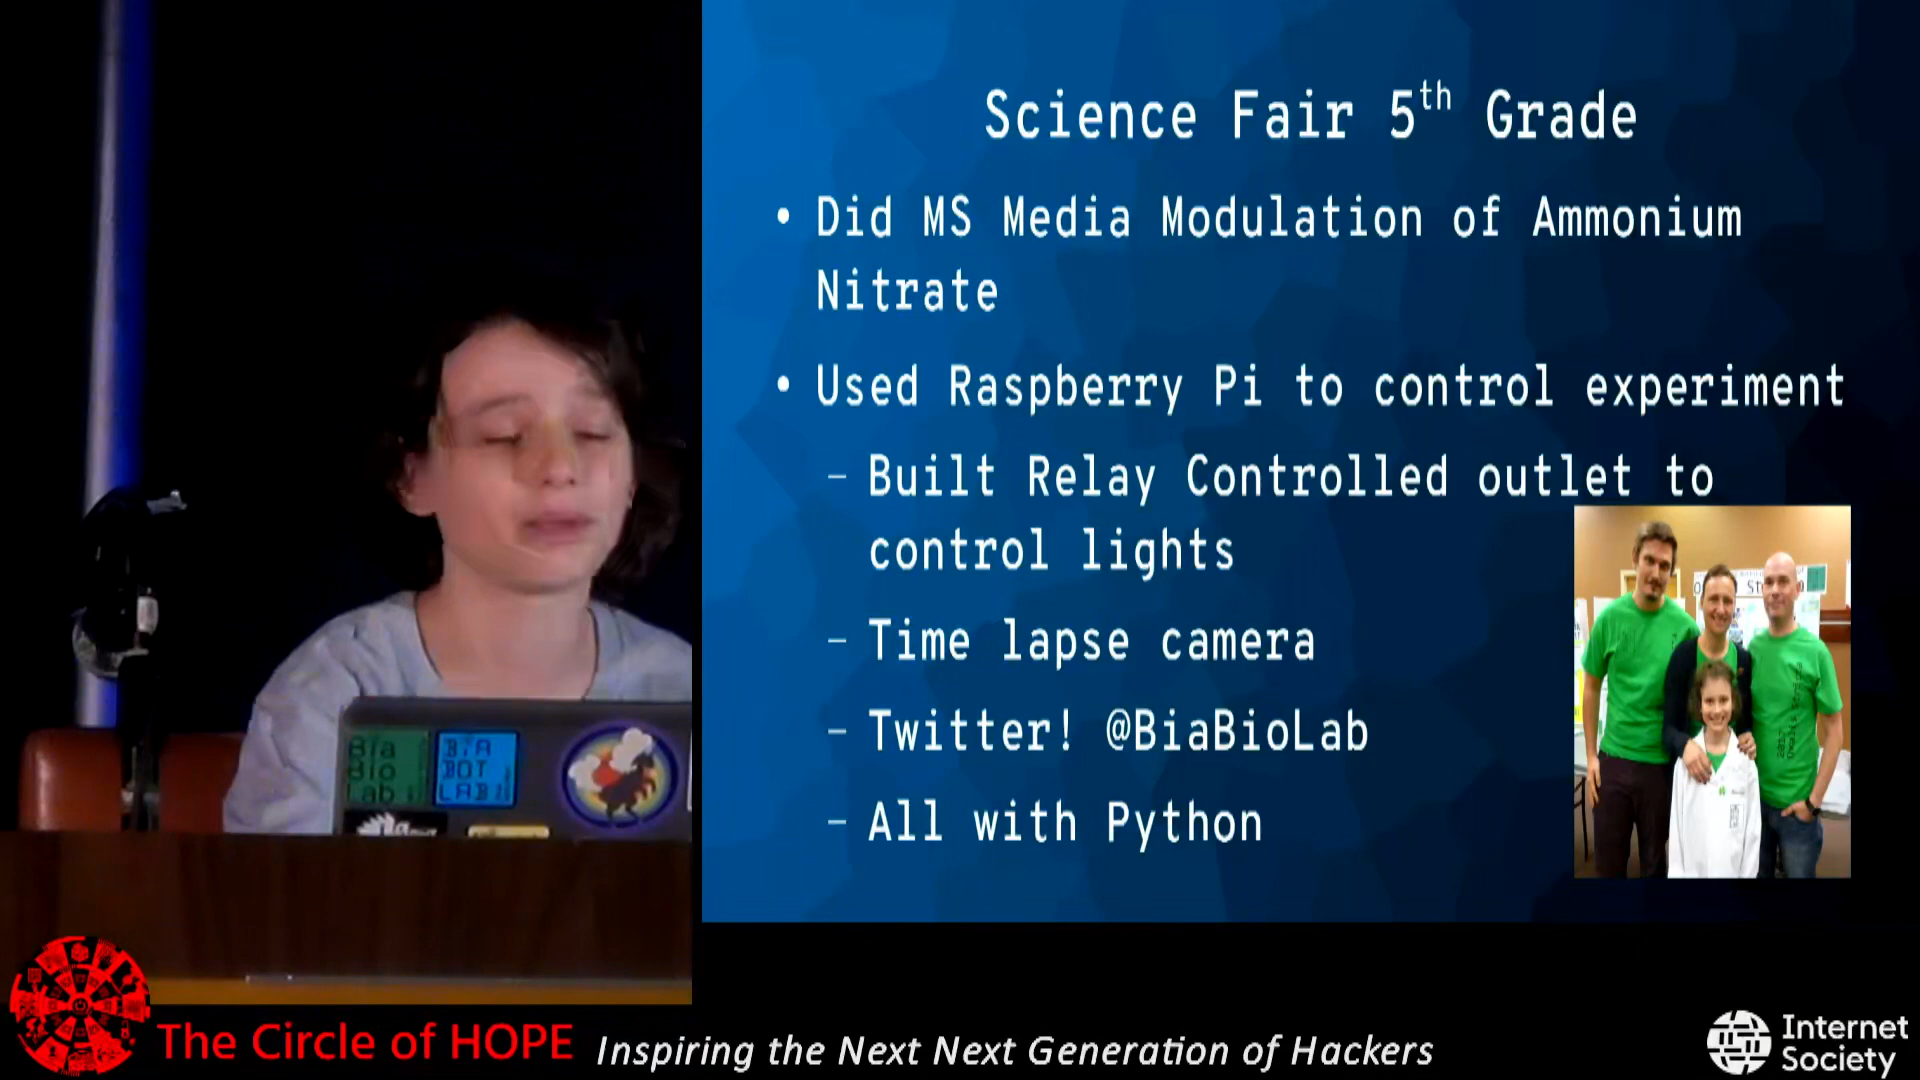 Science Fair 5th Grade
• Did MS Media Modulation of Ammonium
Nitrate
• Used Raspberry Pi to control experiment
– Built Relay Controlled outlet to
control lights
– Time lapse camera
– Twitter! @BiaBioLab
– All with Python
Bia
Bio
Lab
BiA
BOT
LAB
The Circle of HOPE
Inspiring the Next Next Generation of Hackers
Internet
Society